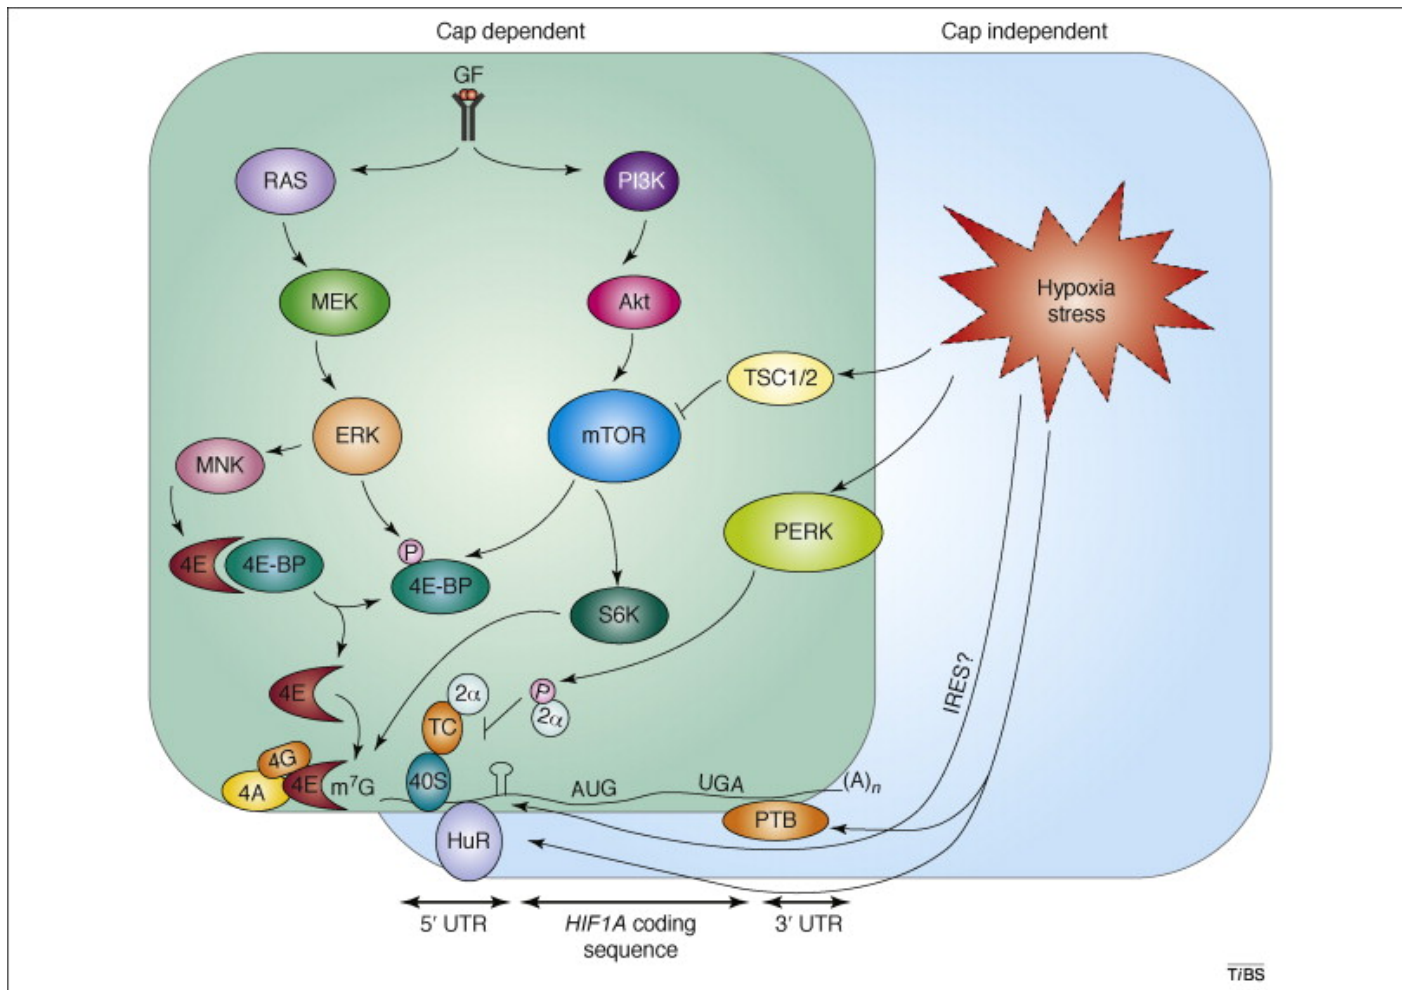 Cap dependent
Cap independent
GF
RAS
PI3K
MEK
Akt
Hypoxia
stress
TSC1/2
ERK
mTOR
MNK
PERK
4E
4E-BP
P
4E-BP
S6K
IRES?
4E
2α
TC
P
2α
4G
4A
4E
m⁷G
40S
AUG
UGA
(A)ₙ
PTB
HuR
5′ UTR
HIF1A coding
sequence
3′ UTR
TiBS